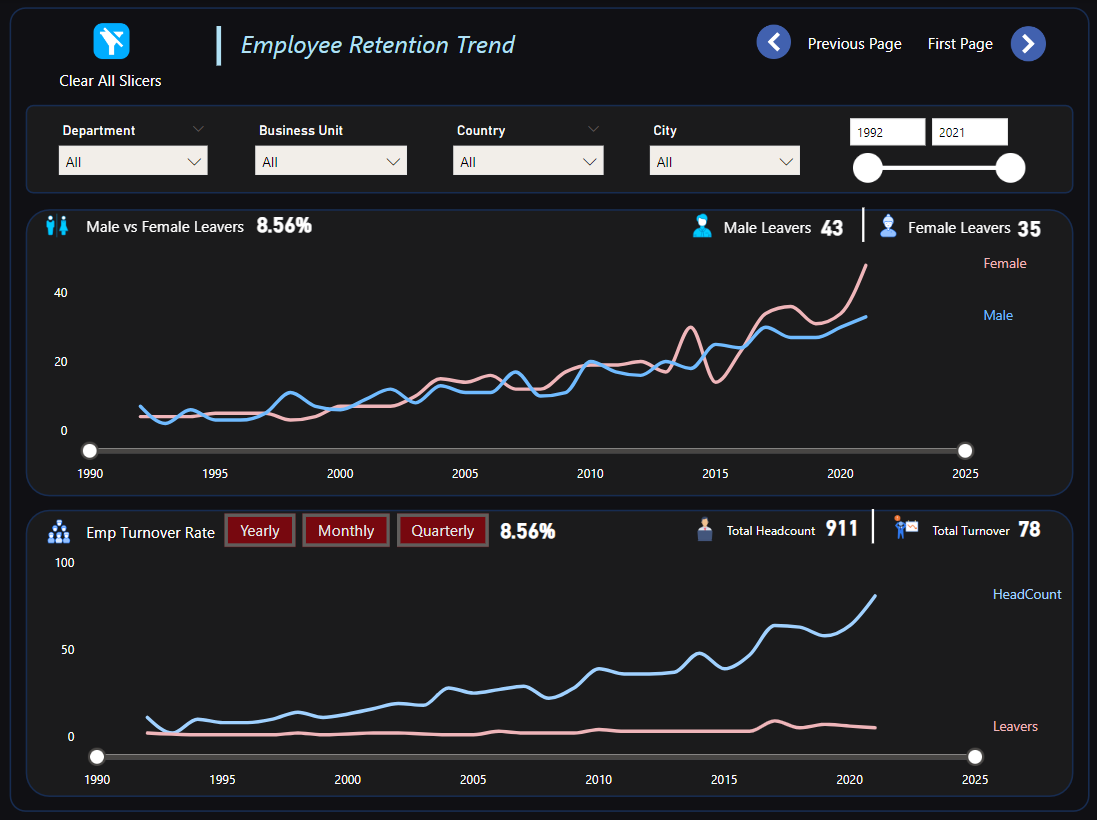 Employee Retention Trend
Previous Page
First Page
Clear All Slicers
Department
Business Unit
Country
City
1992
2021
All
All
All
All
Male vs Female Leavers 8.56%
Male Leavers 43
Female Leavers 35
Female
Male
40
20
0
1990 1995 2000 2005 2010 2015 2020 2025
Emp Turnover Rate
Yearly
Monthly
Quarterly
8.56%
Total Headcount 911
Total Turnover 78
100
HeadCount
50
Leavers
0
1990 1995 2000 2005 2010 2015 2020 2025